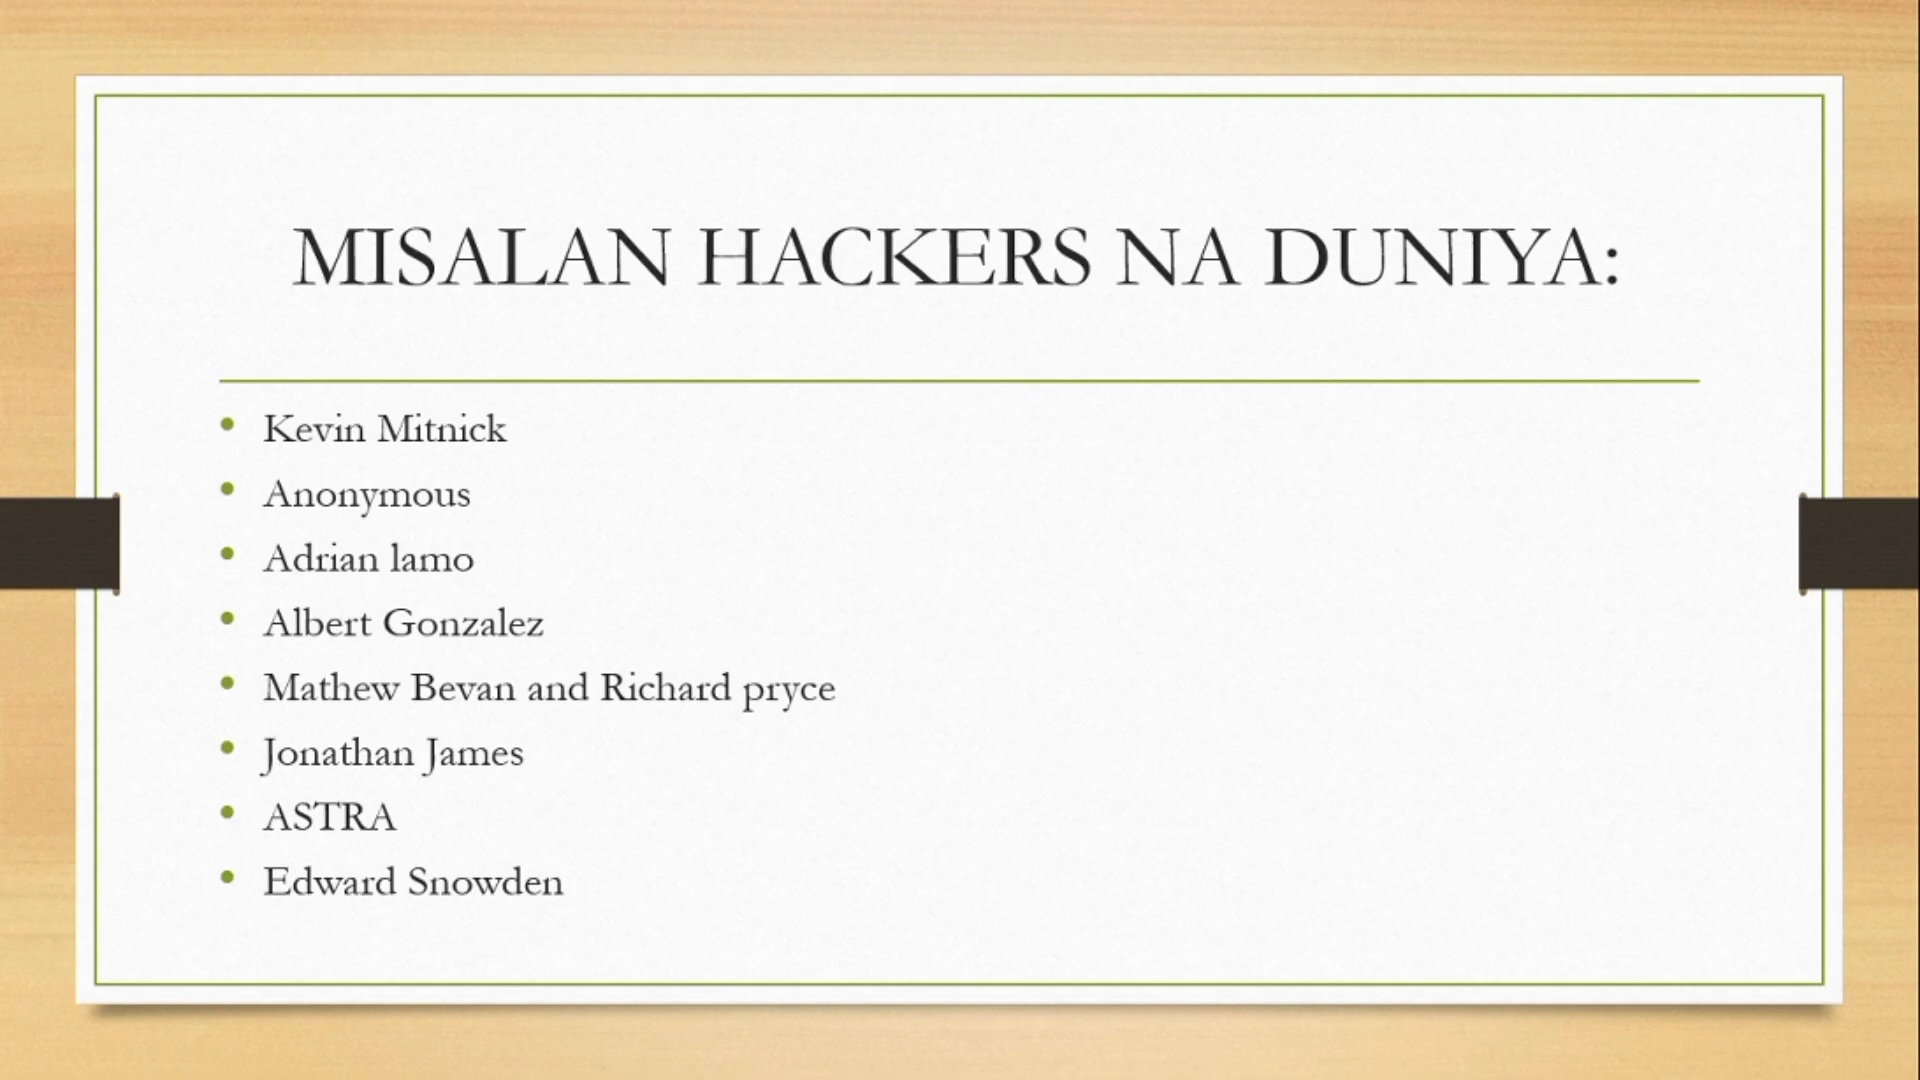 MISALAN HACKERS NA DUNIYA:
• Kevin Mitnick
• Anonymous
• Adrian lamo
• Albert Gonzalez
• Mathew Bevan and Richard pryce
• Jonathan James
• ASTRA
• Edward Snowden